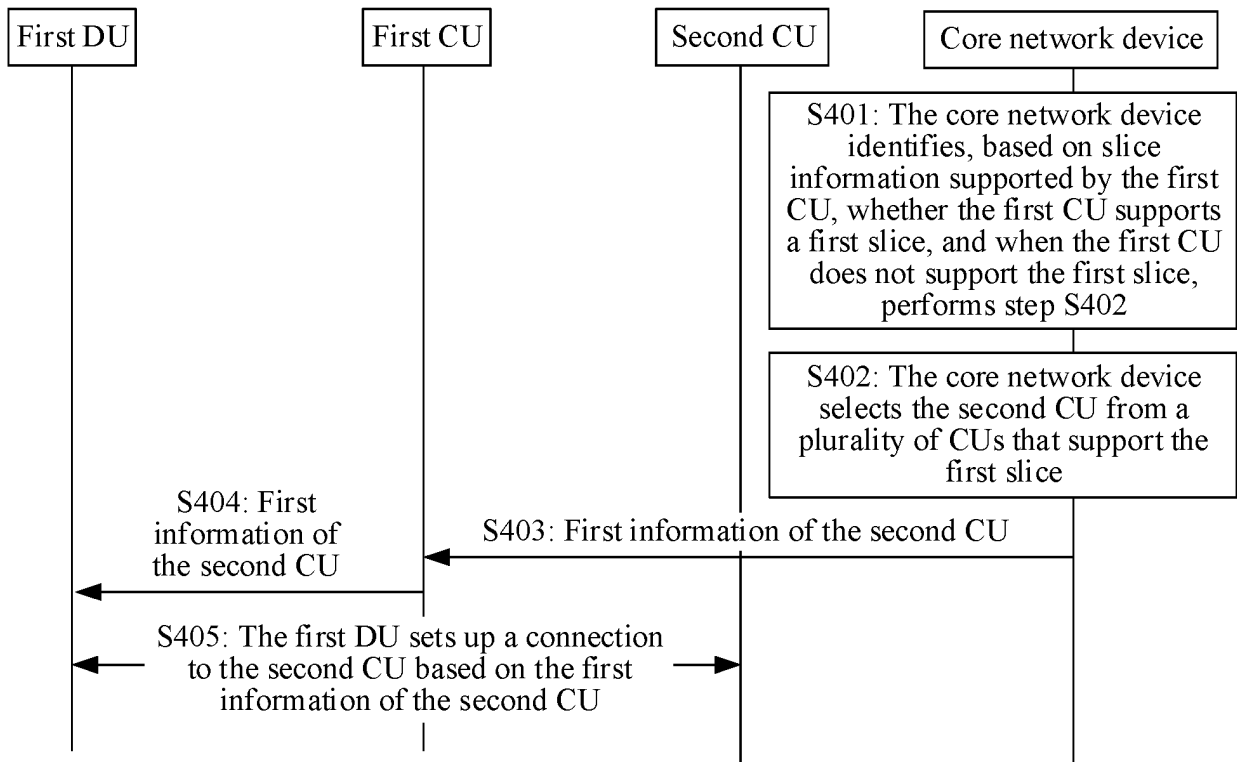 First DU
First CU
Second CU
Core network device
S401: The core network device
identifies, based on slice
information supported by the first
CU, whether the first CU supports
a first slice, and when the first CU
does not support the first slice,
performs step S402
S402: The core network device
selects the second CU from a
plurality of CUs that support the
first slice
S403: First information of the second CU
S404: First
information of
the second CU
S405: The first DU sets up a connection
to the second CU based on the first
information of the second CU